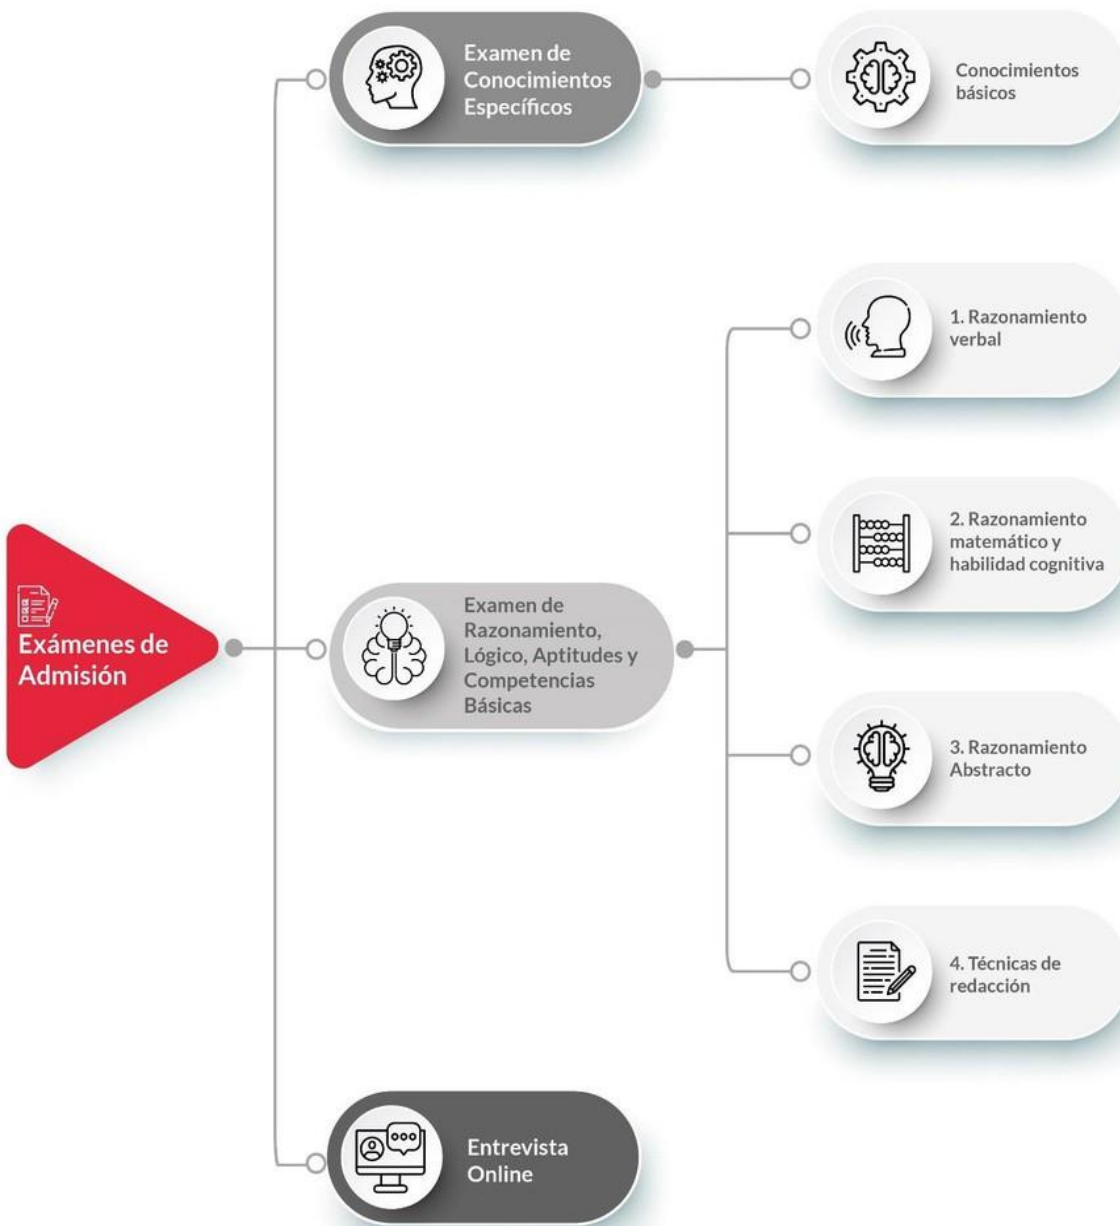 Exámenes de
Admisión
Examen de
Conocimientos
Específicos
Conocimientos
básicos
Examen de
Razonamiento,
Lógico, Aptitudes y
Competencias
Básicas
1. Razonamiento
verbal
2. Razonamiento
matemático y
habilidad cognitiva
3. Razonamiento
Abstracto
4. Técnicas de
redacción
Entrevista
Online